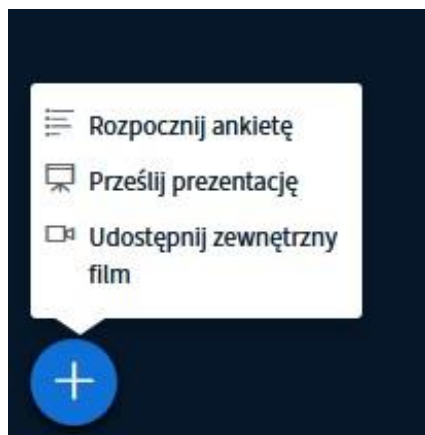 Rozpocznij ankietę
Prześlij prezentację
Udostępnij zewnętrzny
film